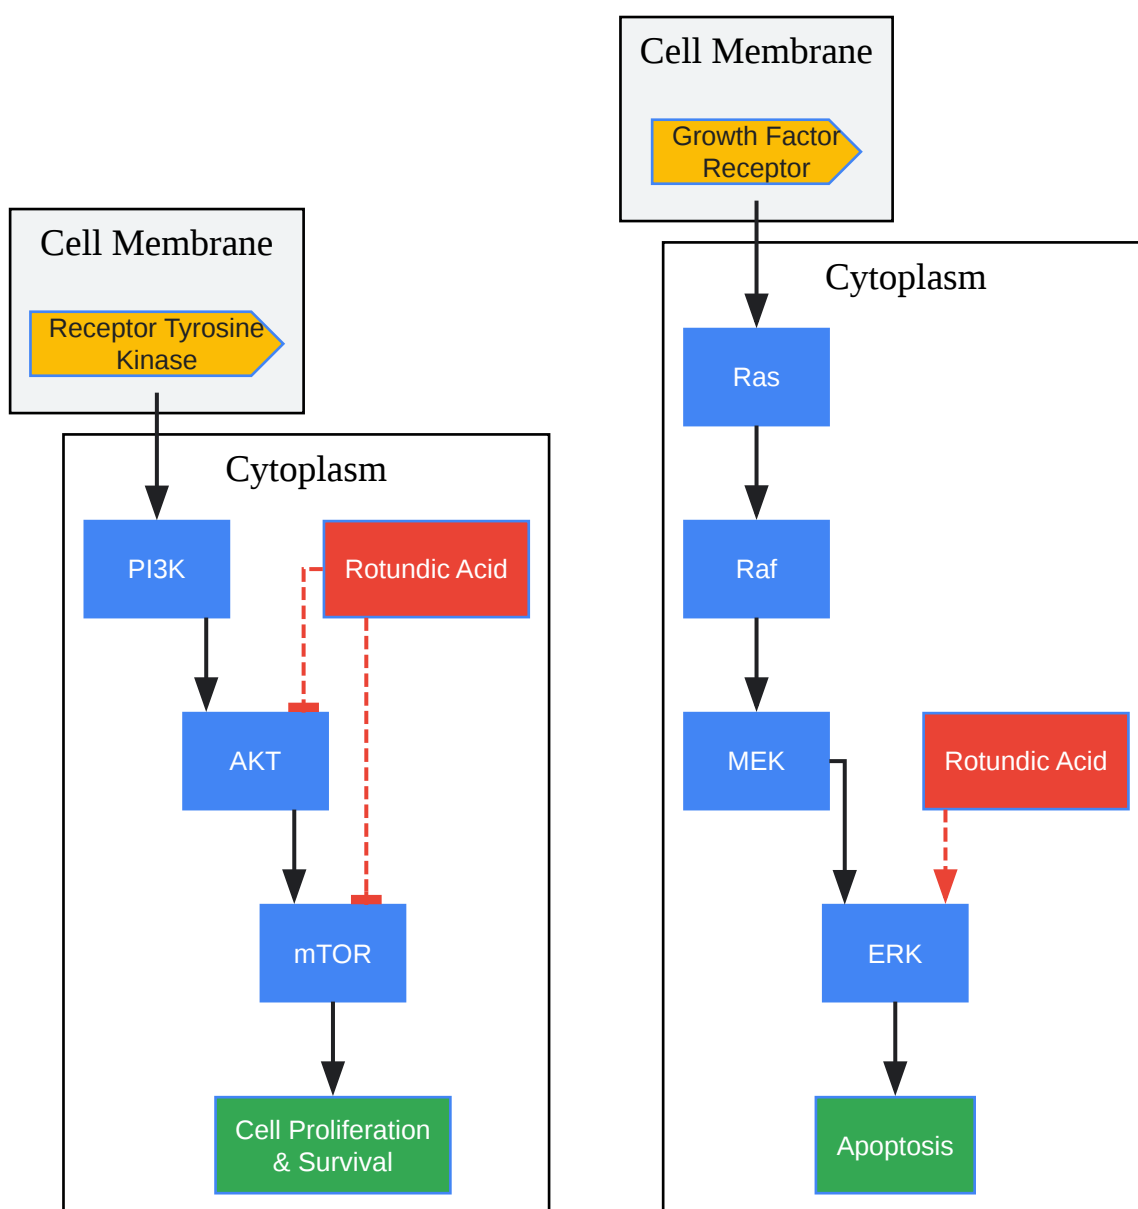 Cell Membrane
Receptor Tyrosine
Kinase
Cytoplasm
PI3K
Rotundic Acid
AKT
mTOR
Cell Proliferation
& Survival
Cell Membrane
Growth Factor
Receptor
Cytoplasm
Ras
Raf
MEK
Rotundic Acid
ERK
Apoptosis